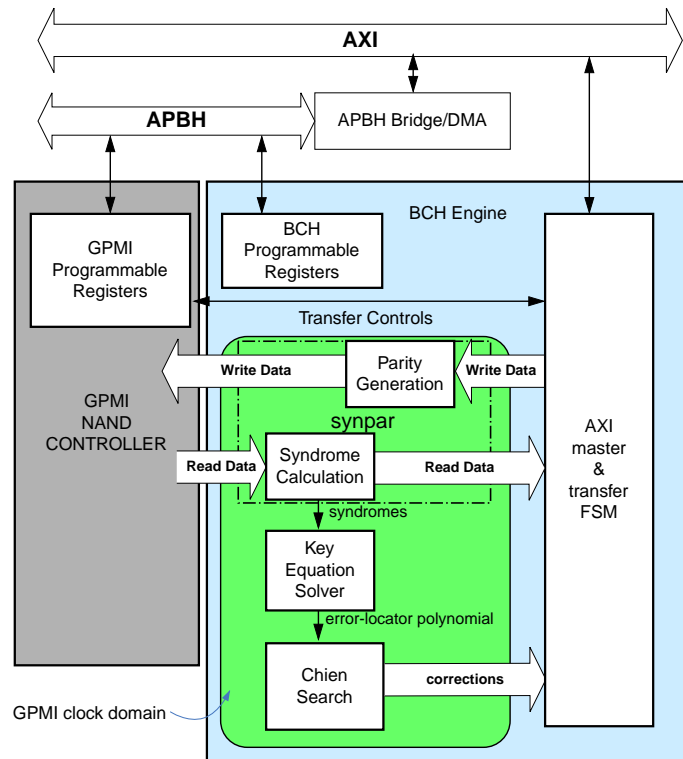 AXI
APBH
APBH Bridge/DMA
BCH Engine
GPMI
Programmable
Registers
BCH
Programmable
Registers
Transfer Controls
Write Data
Parity
Generation
Write Data
synpar
GPMI
NAND
CONTROLLER
Read Data
Syndrome
Calculation
Read Data
AXI
master
&
transfer
FSM
syndromes
Key
Equation
Solver
error-locator polynomial
Chien
Search
corrections
GPMI clock domain